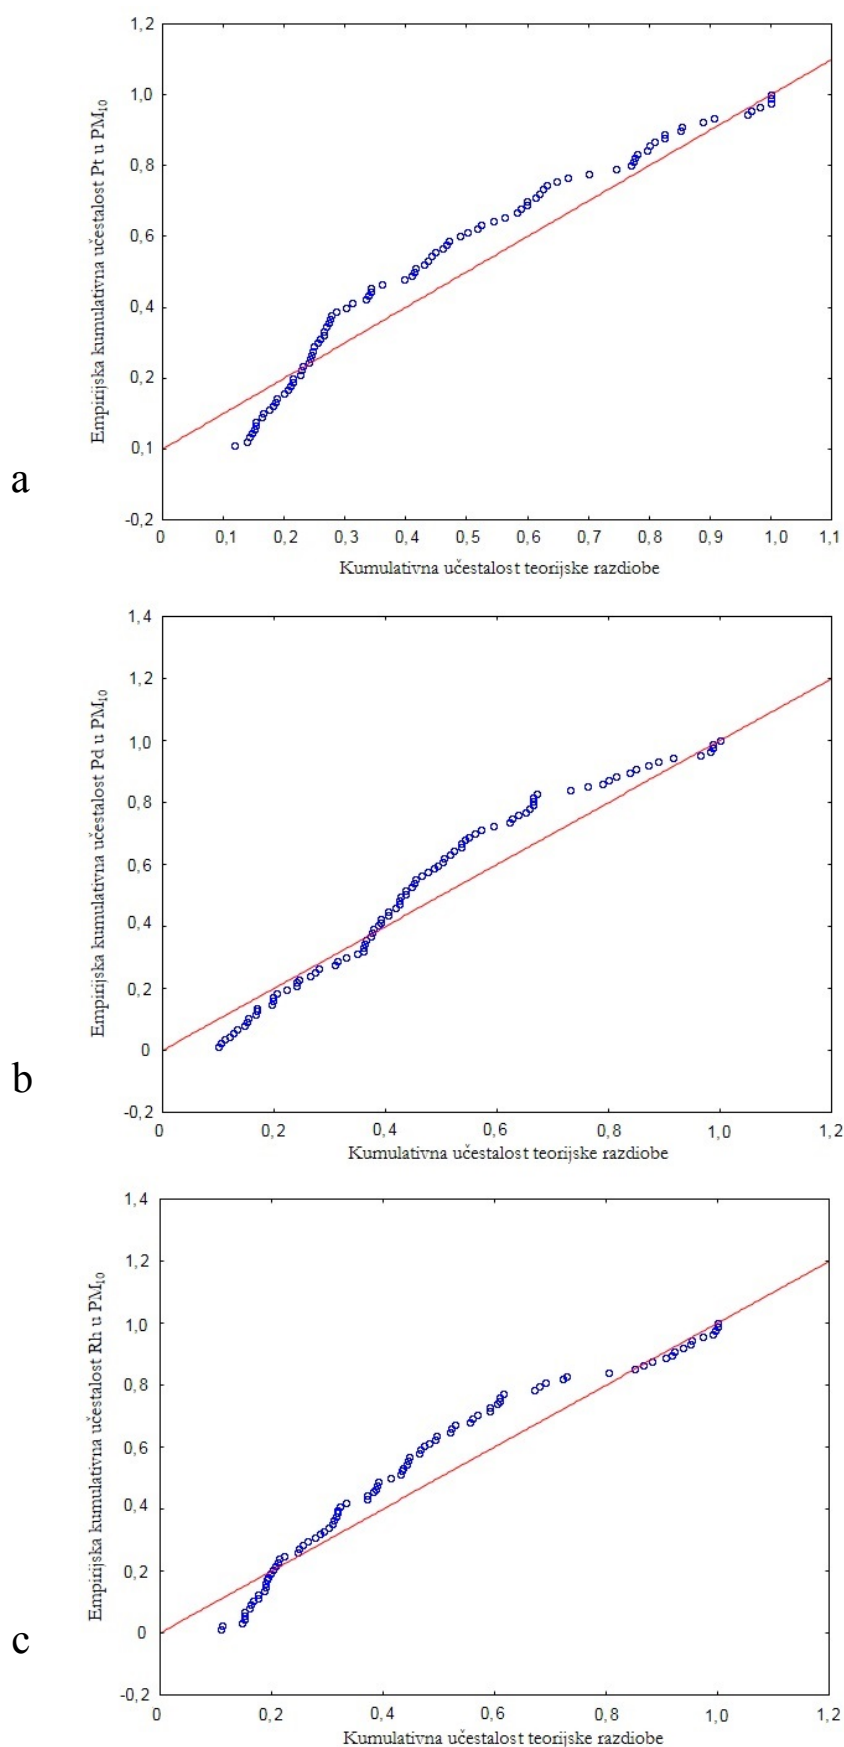 1,2
1,0
0,8
0,6
0,4
0,2
0,1
-0,2
Empirijska kumulativna učestalost Pt u PM10
a
0 0,1 0,2 0,3 0,4 0,5 0,6 0,7 0,8 0,9 1,0 1,1
Kumulativna učestalost teorijske razdiobe
1,4
1,2
1,0
0,8
0,6
0,4
0,2
0
-0,2
Empirijska kumulativna učestalost Pd u PM10
b
0 0,2 0,4 0,6 0,8 1,0 1,2
Kumulativna učestalost teorijske razdiobe
1,4
1,2
1,0
0,8
0,6
0,4
0,2
0
-0,2
Empirijska kumulativna učestalost Rh u PM10
c
0 0,2 0,4 0,6 0,8 1,0 1,2
Kumulativna učestalost teorijske razdiobe